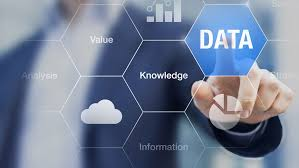 Value
DATA
Analysis
Knowledge
Information